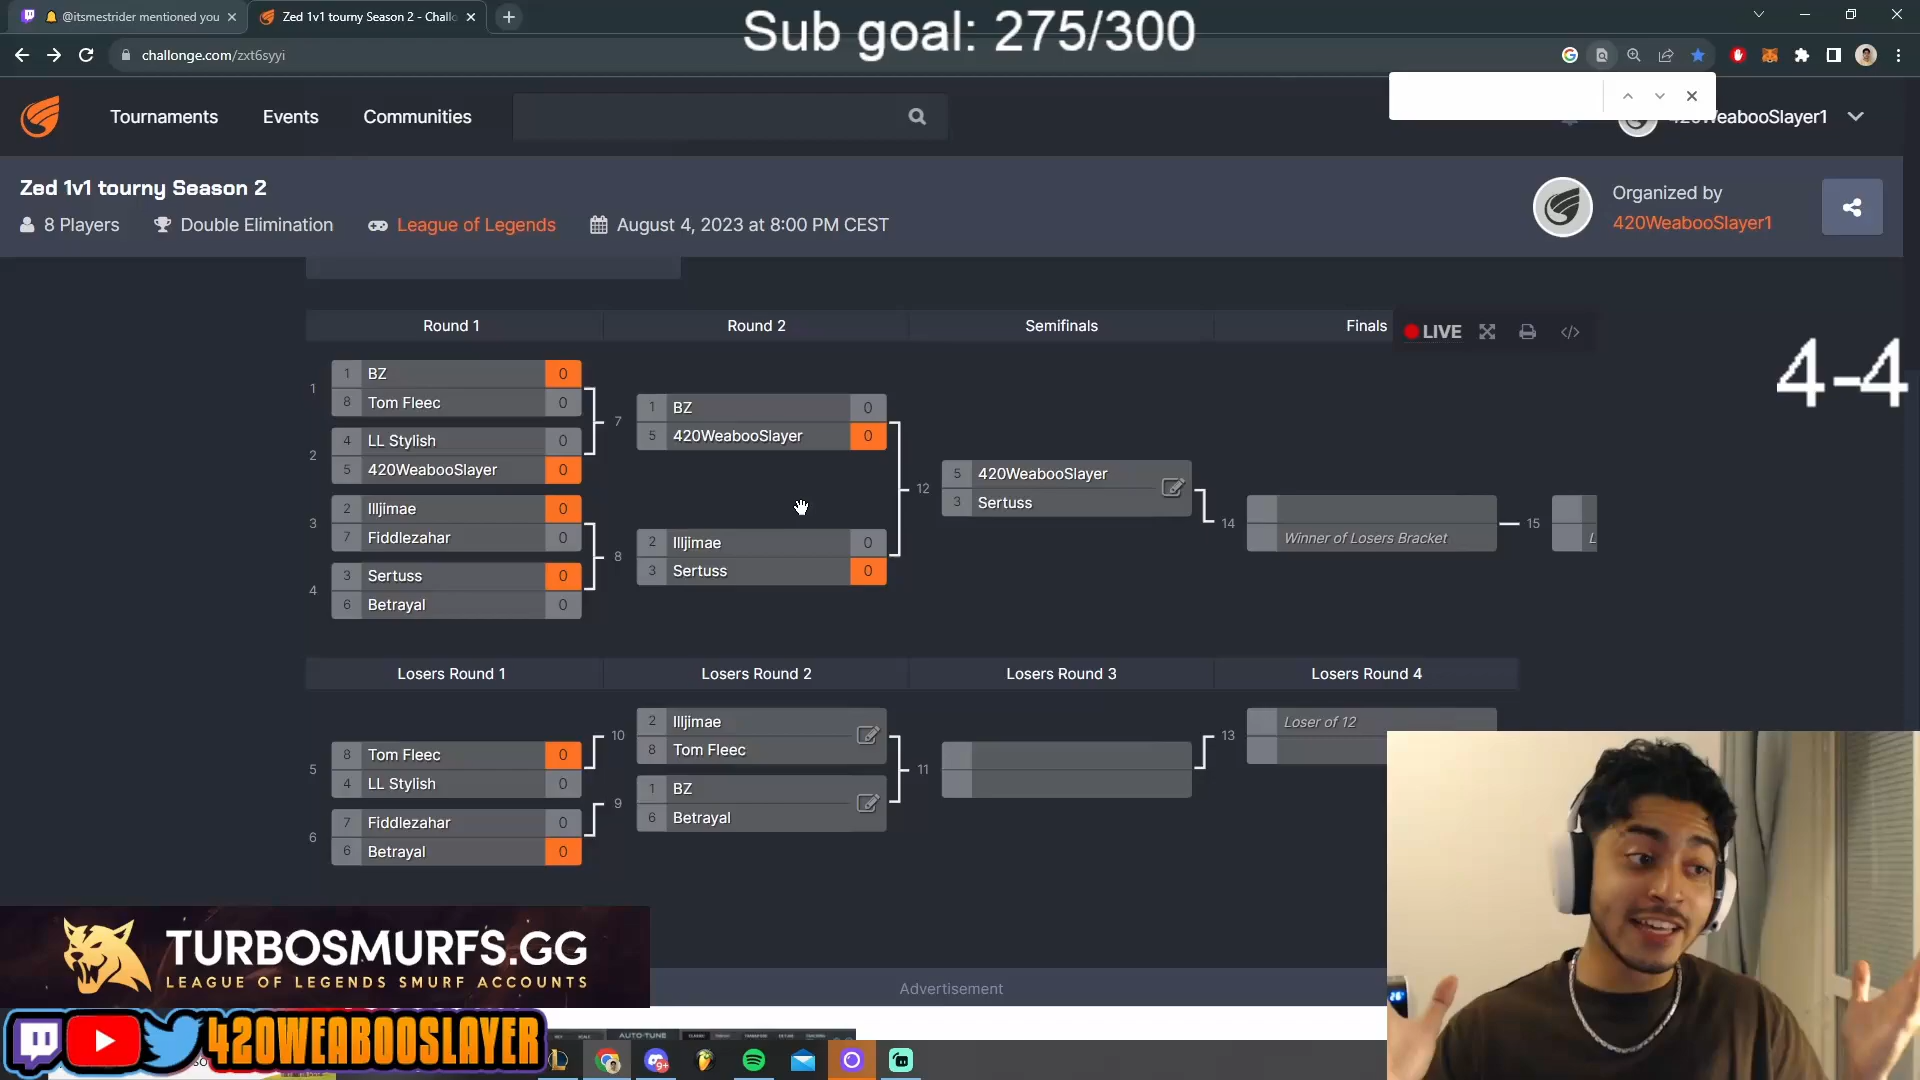 @itsmestrider mentioned you
Zed 1v1 tourny Season 2 - Challo
Sub goal: 275/300
challonge.com/zxt6syyi
Tournaments
Events
Communities
WeabooSlayer1
Zed 1v1 tourny Season 2
8 Players
Double Elimination
League of Legends
August 4, 2023 at 8:00 PM CEST
Organized by
420WeabooSlayer1
Round 1
Round 2
Semifinals
Finals
LIVE
4-4
1
1 BZ 0
8 Tom Fleec 0
2
4 LL Stylish 0
5 420WeabooSlayer 0
3
2 Illjimae 0
7 Fiddlezahar 0
4
3 Sertuss 0
6 Betrayal 0
7
1 BZ 0
5 420WeabooSlayer 0
8
2 Illjimae 0
3 Sertuss 0
12
5 420WeabooSlayer
3 Sertuss
14
Winner of Losers Bracket
15
L
Losers Round 1
Losers Round 2
Losers Round 3
Losers Round 4
5
8 Tom Fleec 0
4 LL Stylish 0
6
7 Fiddlezahar 0
6 Betrayal 0
10
2 Illjimae
8 Tom Fleec
9
1 BZ
6 Betrayal
11
13
Loser of 12
TURBOSMURFS.GG
LEAGUE OF LEGENDS SMURF ACCOUNTS
Advertisement
420WEABOOSLAYER
AUTO-TUNE
9+
26°